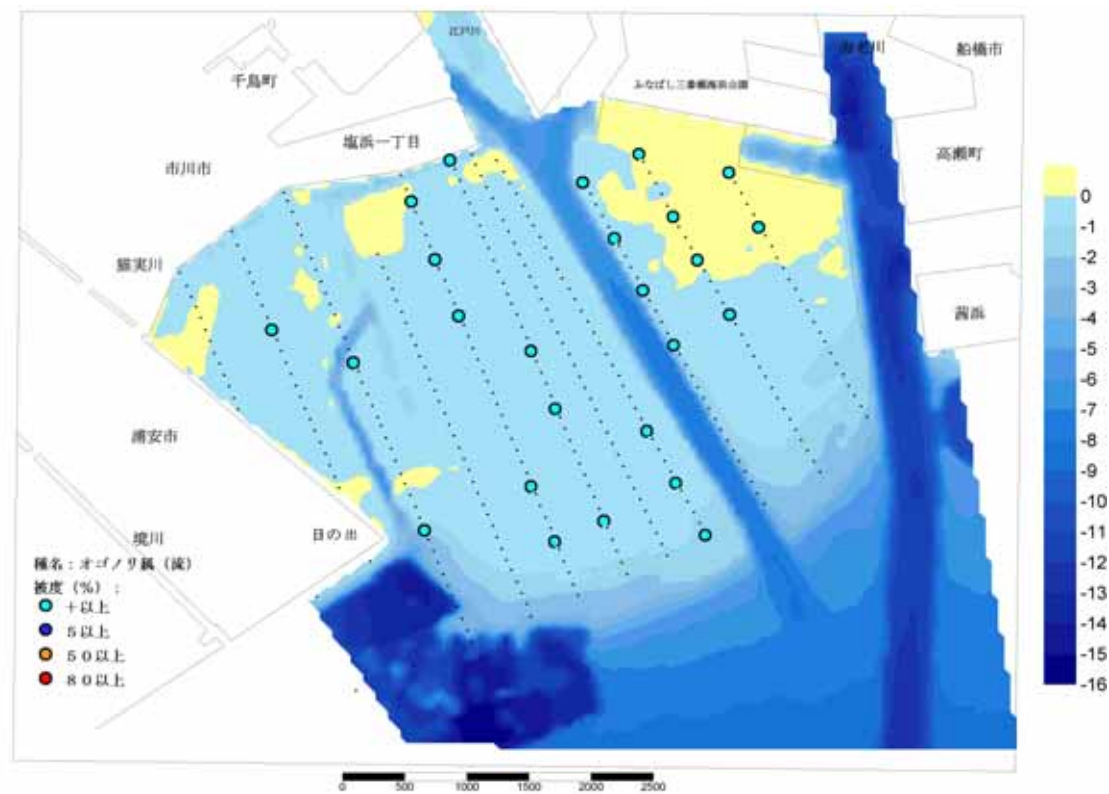 江戸川
海老川
船橋市
千鳥町
ふなばし三番瀬海浜公園
塩浜一丁目
高瀬町
市川市
猫実川
茜浜
浦安市
日の出
境川
種名：オゴノリ属（流）
被度（%）：
＋以上
５以上
５０以上
８０以上
0
-1
-2
-4
-3
-5
-6
-7
-8
-9
-10
-11
-12
-13
-14
-15
-16
0 500 1000 1500 2000 2500